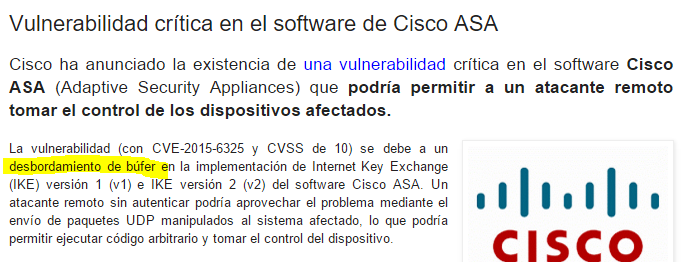 Vulnerabilidad crítica en el software de Cisco ASA
Cisco ha anunciado la existencia de una vulnerabilidad crítica en el software Cisco
ASA (Adaptive Security Appliances) que podría permitir a un atacante remoto
tomar el control de los dispositivos afectados.
La vulnerabilidad (con CVE-2015-6325 y CVSS de 10) se debe a un
desbordamiento de búfer en la implementación de Internet Key Exchange
(IKE) versión 1 (v1) e IKE versión 2 (v2) del software Cisco ASA. Un
atacante remoto sin autenticar podría aprovechar el problema mediante el
envío de paquetes UDP manipulados al sistema afectado, lo que podría
permitir ejecutar código arbitrario y tomar el control del dispositivo.
CISCO